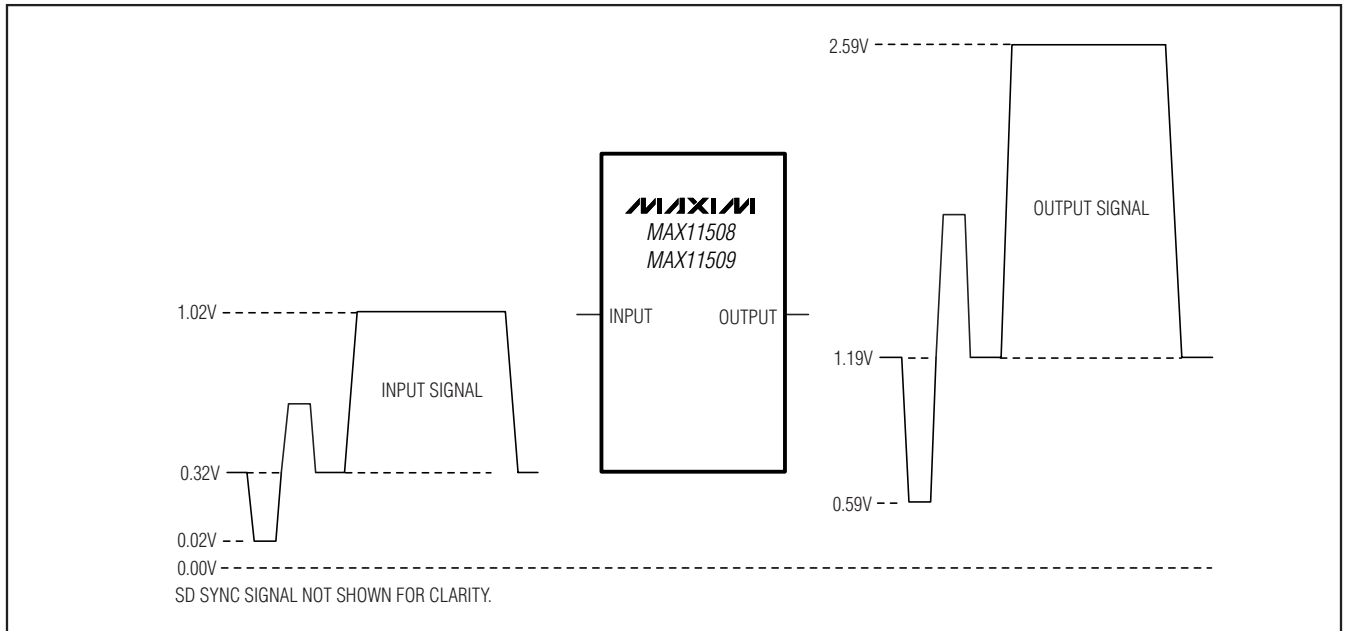 2.59V
OUTPUT SIGNAL
1.19V
0.59V
MAXIM
MAX11508
MAX11509
INPUT
OUTPUT
1.02V
INPUT SIGNAL
0.32V
0.02V
0.00V
SD SYNC SIGNAL NOT SHOWN FOR CLARITY.